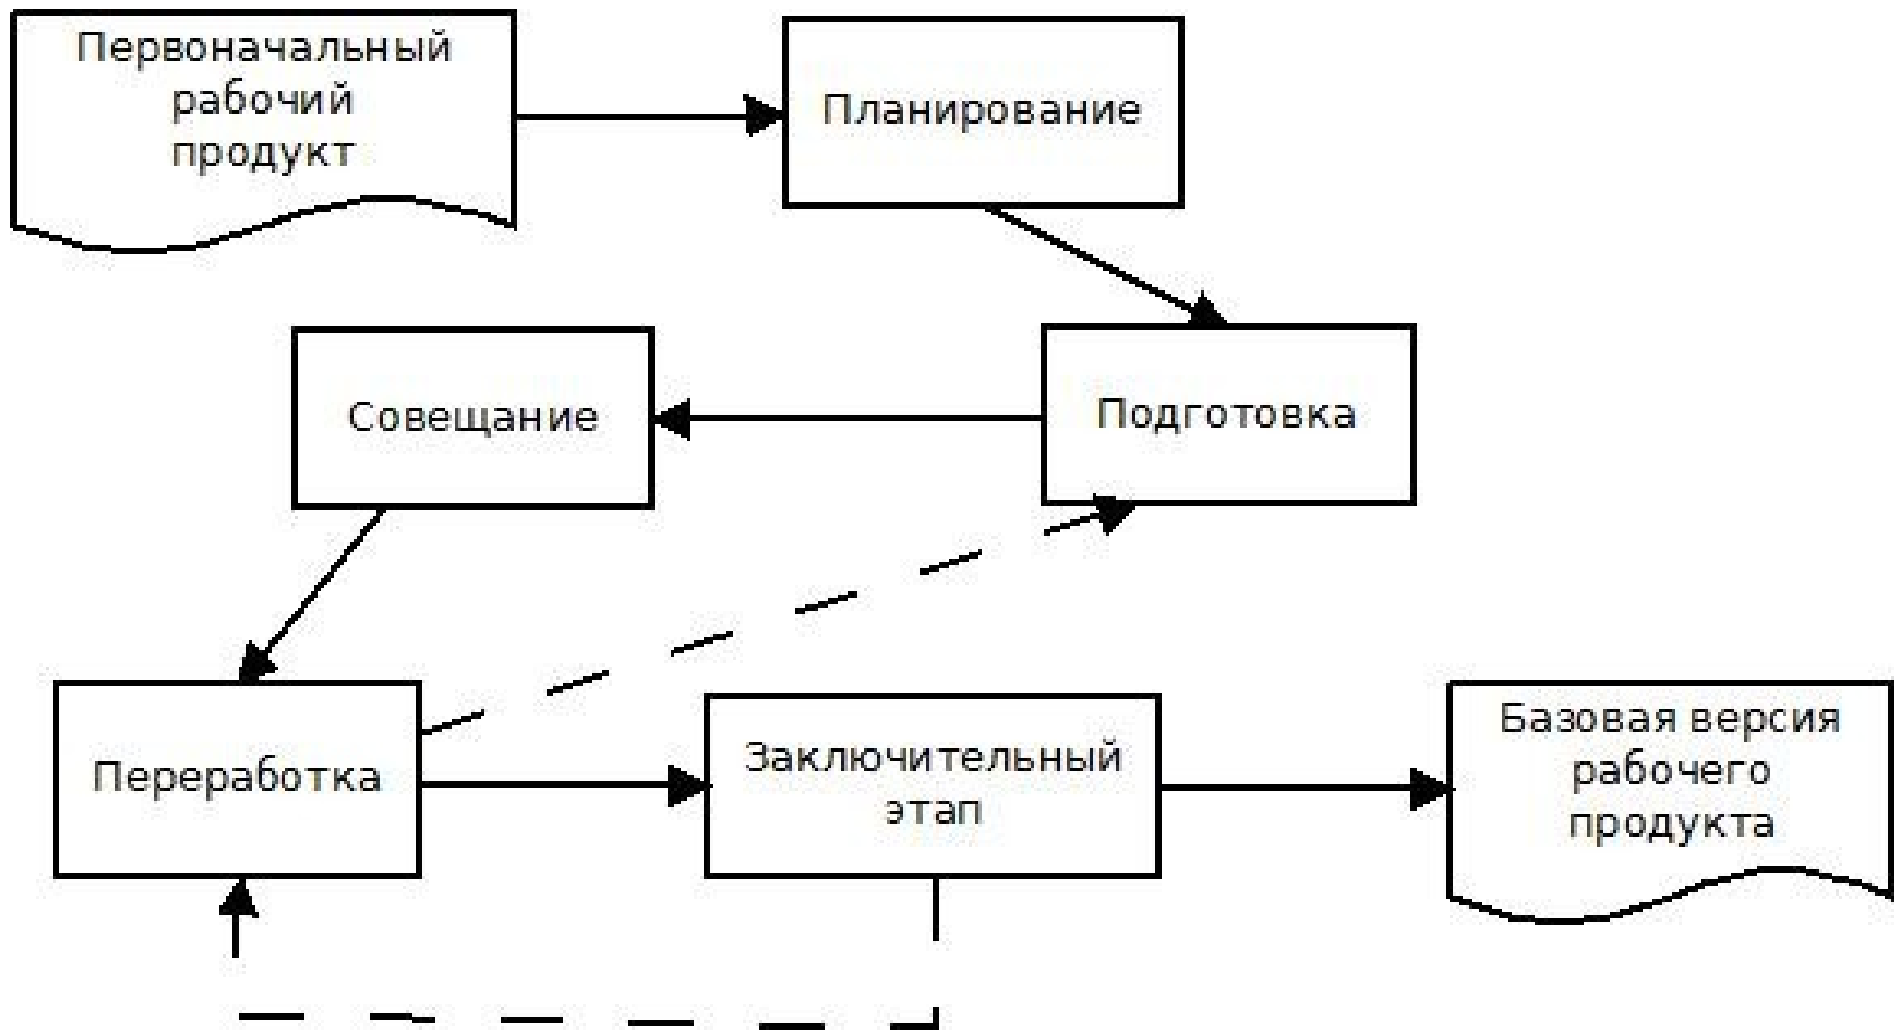 Первоначальный
рабочий
продукт
Планирование
Совещание
Подготовка
Переработка
Заключительный
этап
Базовая версия
рабочего
продукта